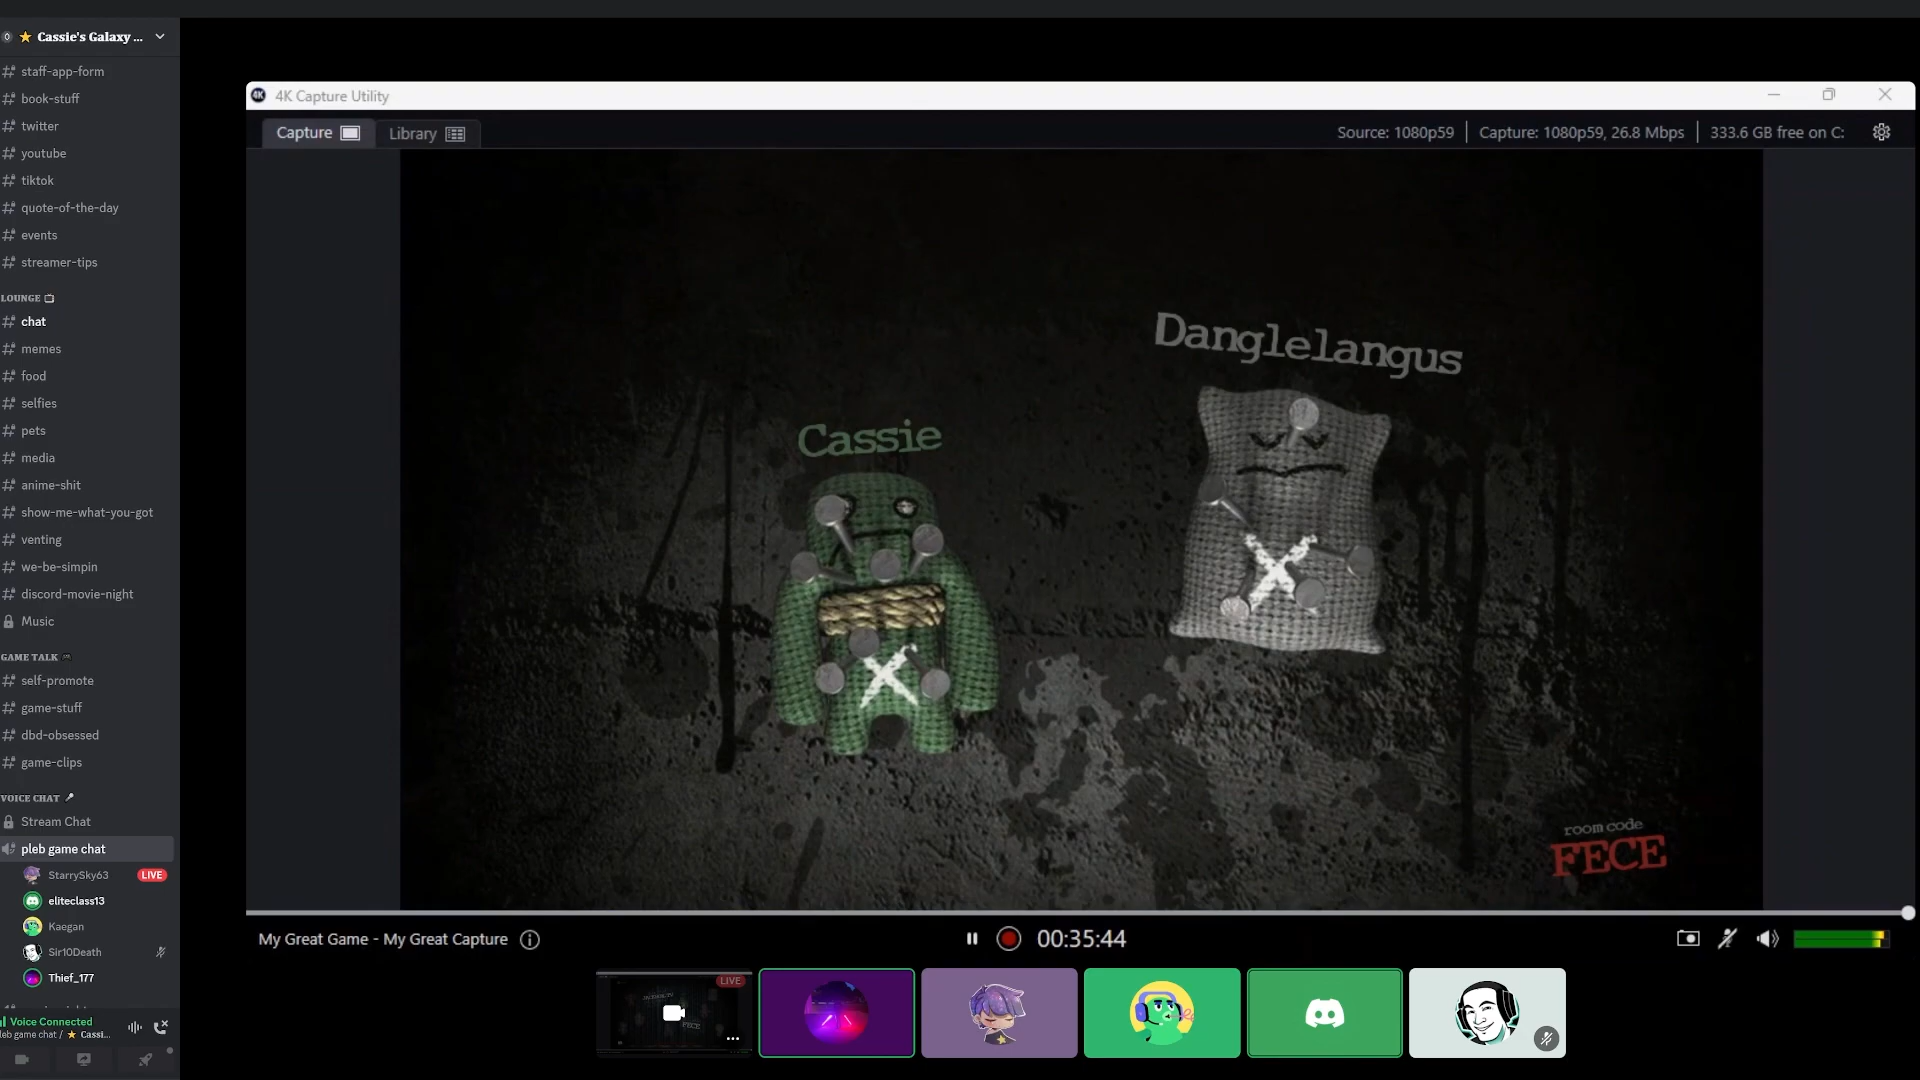 Cassie's Galaxy ...
staff-app-form
book-stuff
twitter
youtube
tiktok
quote-of-the-day
events
streamer-tips
LOUNGE
chat
memes
food
selfies
pets
media
anime-shit
show-me-what-you-got
venting
we-be-simpin
discord-movie-night
Music
GAME TALK
self-promote
game-stuff
dbd-obsessed
game-clips
VOICE CHAT
Stream Chat
pleb game chat
StarrySky63 LIVE
eliteclass13
Kaegan
Sir10Death
Thief_177
Voice Connected
leb game chat / Cassi...
4K 4K Capture Utility
Capture Library
Source: 1080p59 Capture: 1080p59, 26.8 Mbps 333.6 GB free on C:
Danglelangus
Cassie
room code
FECE
My Great Game - My Great Capture
00:35:44
LIVE